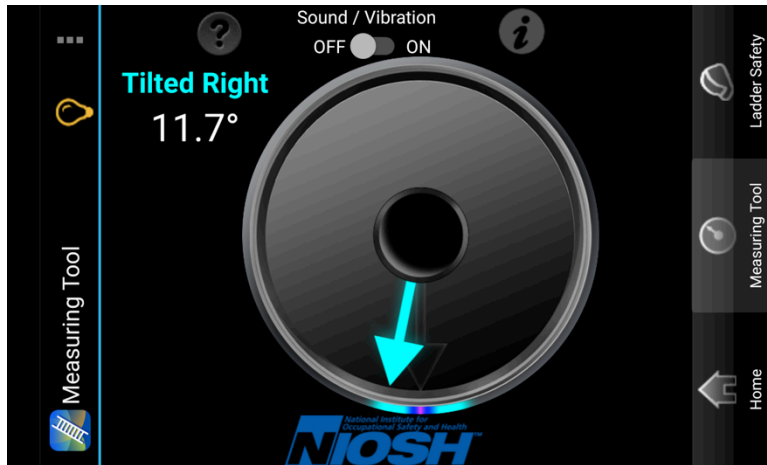 Sound / Vibration
OFF ON
Tilted Right
11.7°
Measuring Tool
National Institute for
Occupational Safety and Health
NIOSH™
Ladder Safety
Measuring Tool
Home